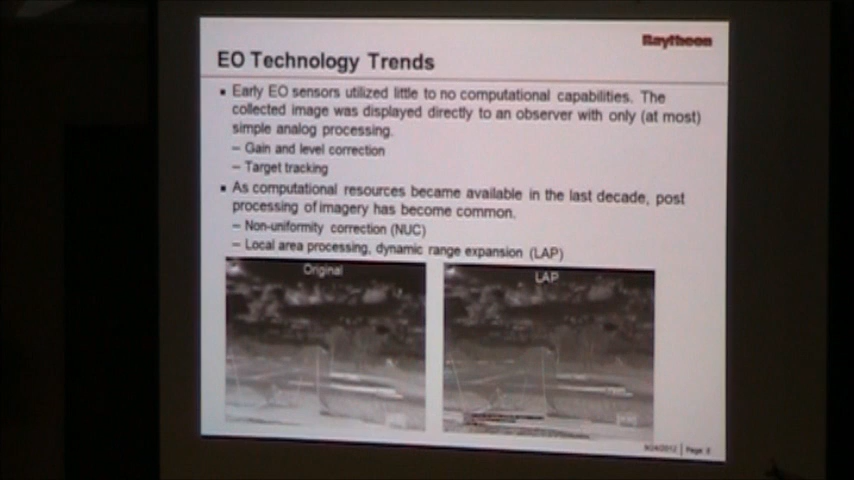 Raytheon
EO Technology Trends
▪ Early EO sensors utilized little to no computational capabilities. The
collected image was displayed directly to an observer with only (at most)
simple analog processing.
– Gain and level correction
– Target tracking
▪ As computational resources became available in the last decade, post
processing of imagery has become common.
– Non-uniformity correction (NUC)
– Local area processing, dynamic range expansion (LAP)
Original
LAP
Page